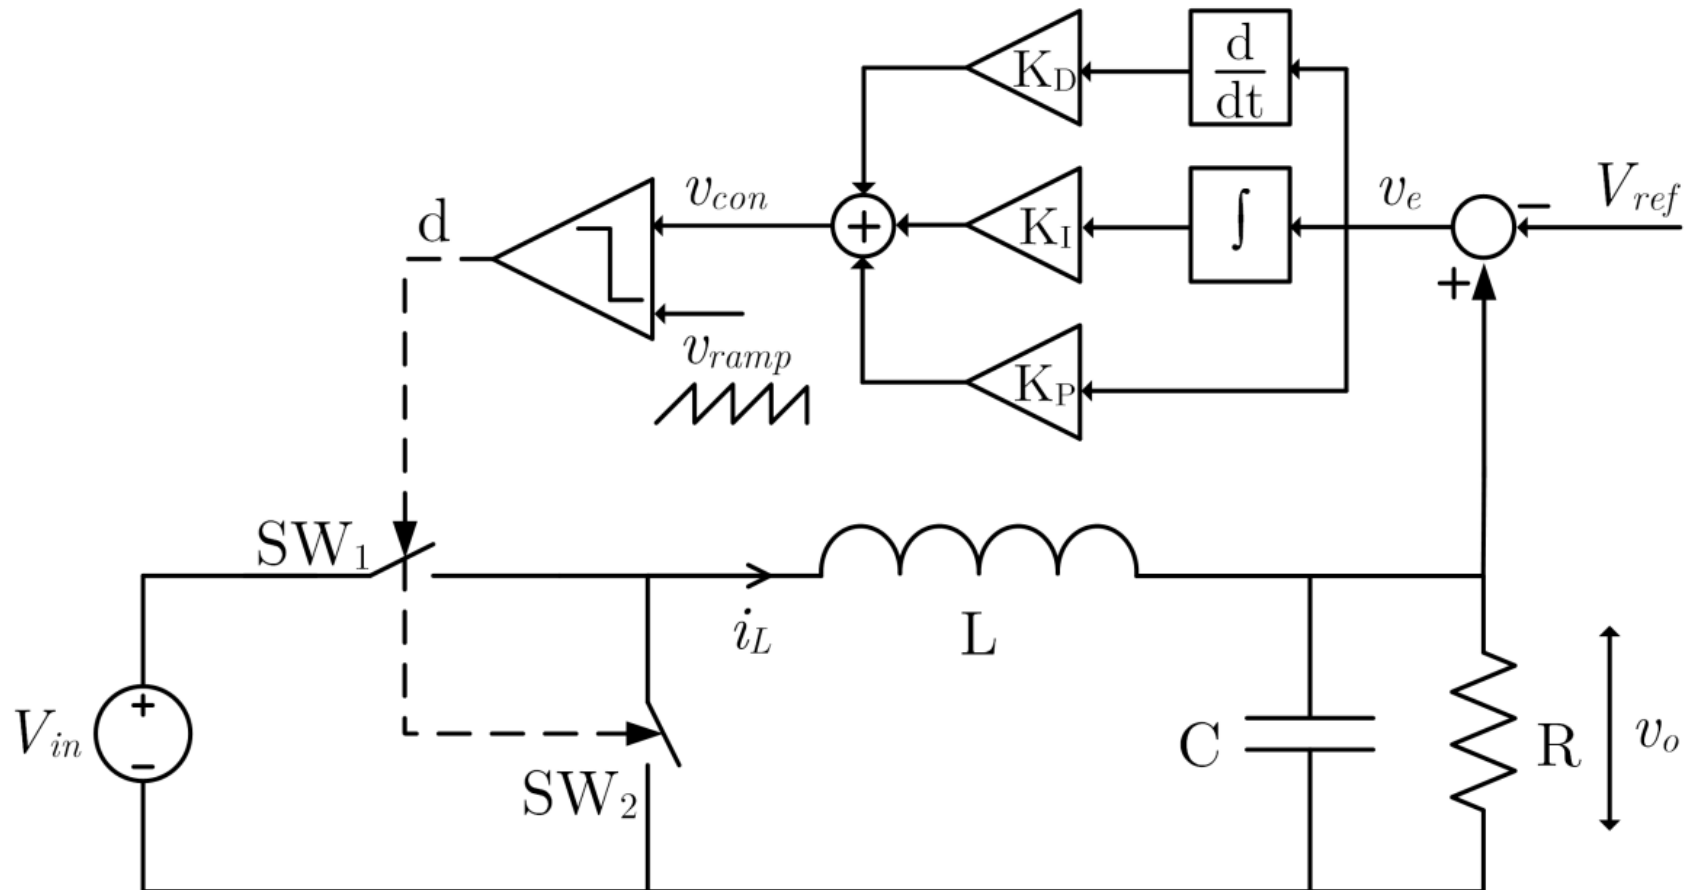 K_D
d
dt
d
v_con
K_I
∫
v_e
V_ref
−
+
+
v_ramp
K_P
SW_1
i_L
L
V_in
+
−
SW_2
C
R
v_o